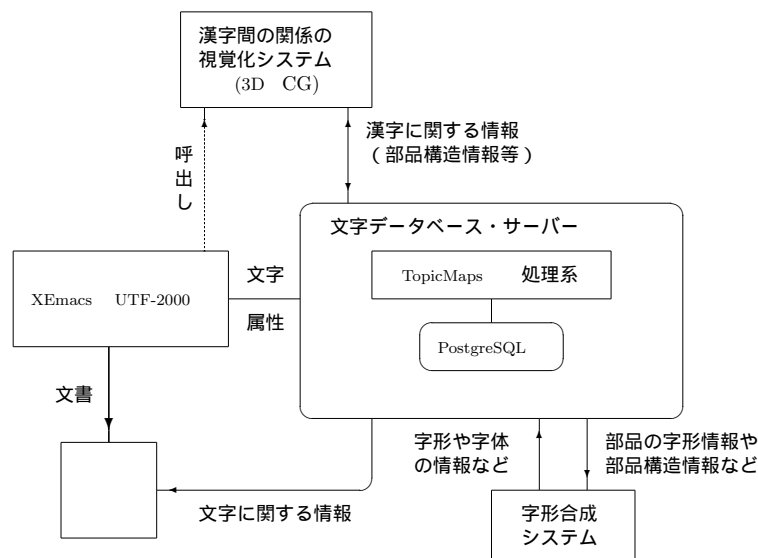 漢字間の関係の
視覚化システム
(3D CG)
漢字に関する情報
(部品構造情報等)
呼
出
し
文字データベース・サーバー
TopicMaps 処理系
PostgreSQL
XEmacs UTF-2000
文字
属性
文書
文字に関する情報
字形や字体
の情報など
部品の字形情報や
部品構造情報など
字形合成
システム